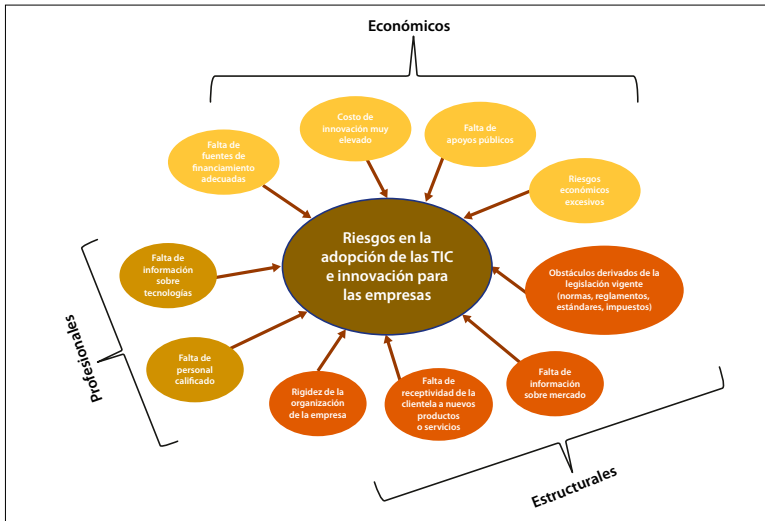 Económicos
Costo de
innovación muy
elevado
Falta de
apoyos públicos
Falta de
fuentes de
financiamiento
adecuadas
Riesgos
económicos
excesivos
Riesgos en la
adopción de las TIC
e innovación para
las empresas
Falta de
información
sobre
tecnologías
Obstáculos derivados de la
legislación vigente
(normas, reglamentos,
estándares, impuestos)
Profesionales
Falta de
personal
calificado
Rigidez de la
organización
de la empresa
Falta de
receptividad de la
clientela a nuevos
productos
o servicios
Falta de
información
sobre mercado
Estructurales